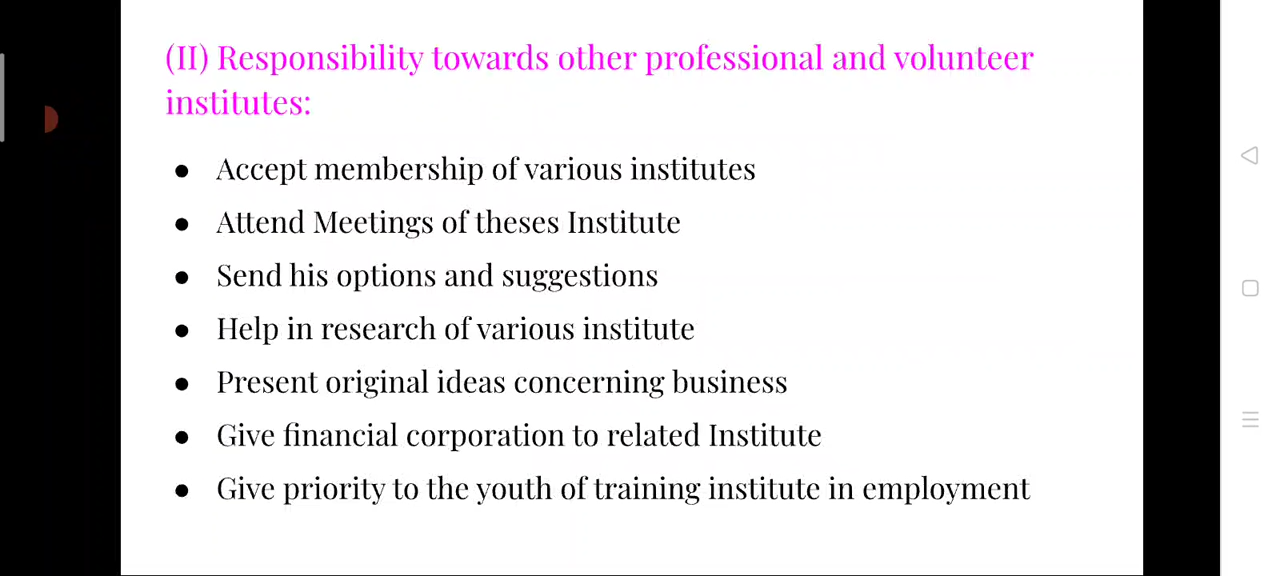 (II) Responsibility towards other professional and volunteer
institutes:
● Accept membership of various institutes
● Attend Meetings of theses Institute
● Send his options and suggestions
● Help in research of various institute
● Present original ideas concerning business
● Give financial corporation to related Institute
● Give priority to the youth of training institute in employment